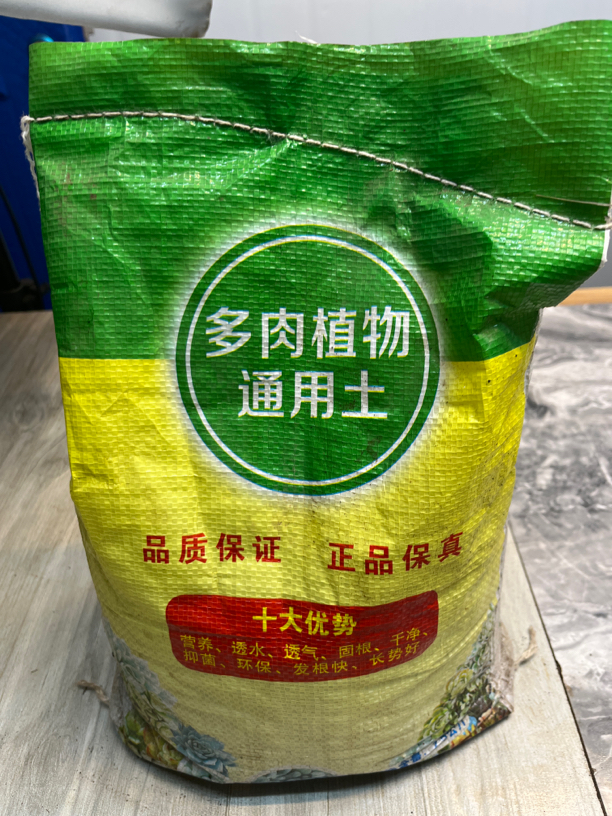 多肉植物
通用土
品质保证 正品保真
十大优势
营养、透水、透气、固根、干净、
抑菌、环保、发根快、长势好